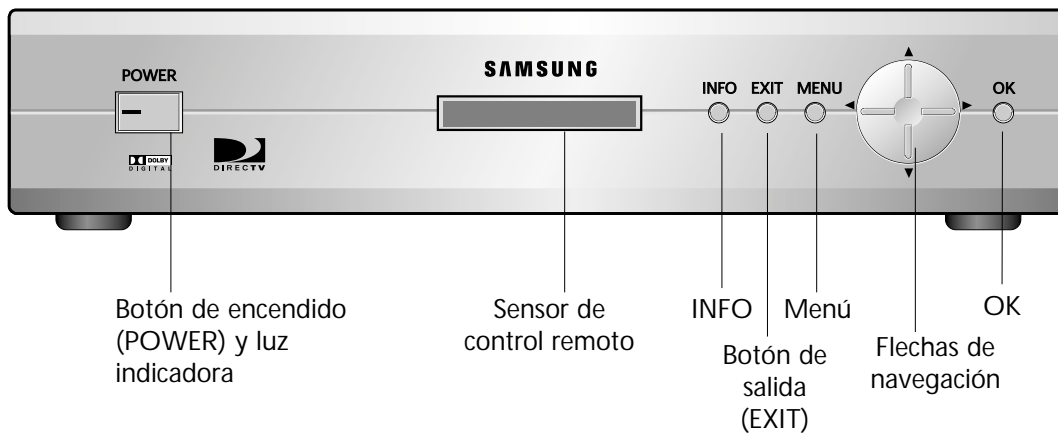 POWER
SAMSUNG
INFO EXIT MENU
OK
DOLBY
DIGITAL
DIRECTV
Botón de encendido
(POWER) y luz
indicadora
Sensor de
control remoto
INFO
Menú
OK
Botón de
salida
(EXIT)
Flechas de
navegación